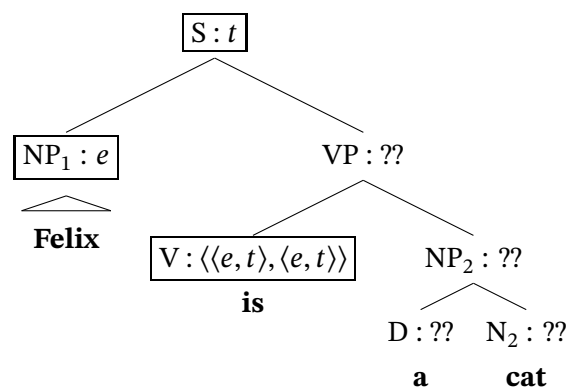 S : t
NP₁ : e VP : ??
Felix V : ⟨⟨e, t⟩, ⟨e, t⟩⟩ NP₂ : ??
is D : ?? N₂ : ??
a cat